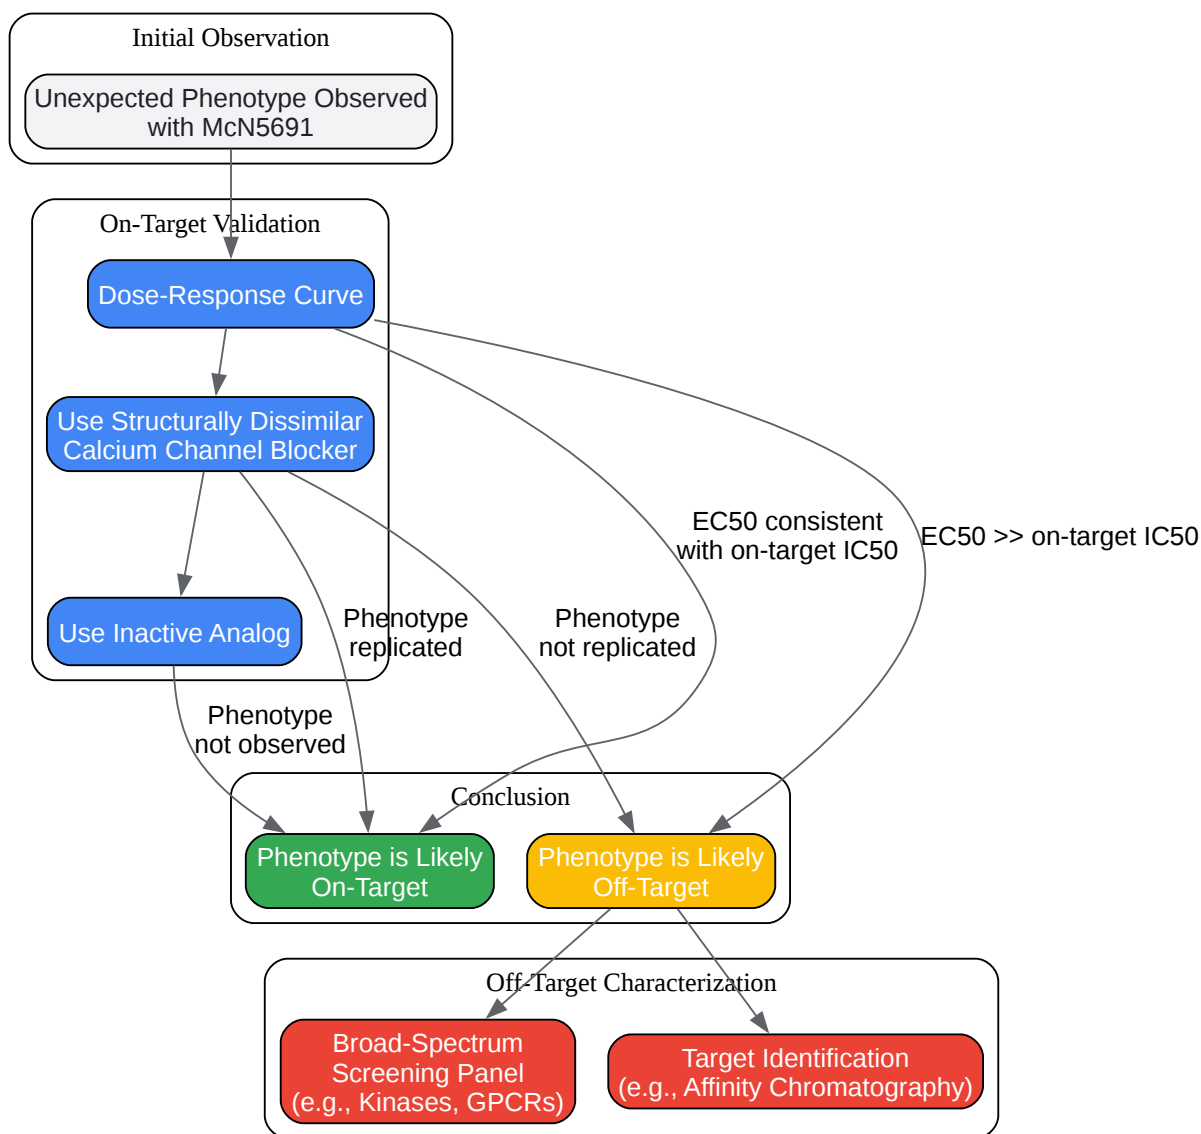 Initial Observation
Unexpected Phenotype Observed
with McN5691
On-Target Validation
Dose-Response Curve
Use Structurally Dissimilar
Calcium Channel Blocker
EC50 consistent
with on-target IC50
EC50 >> on-target IC50
Use Inactive Analog
Phenotype
replicated
Phenotype
not replicated
Phenotype
not observed
Conclusion
Phenotype is Likely
On-Target
Phenotype is Likely
Off-Target
Off-Target Characterization
Broad-Spectrum
Screening Panel
(e.g., Kinases, GPCRs)
Target Identification
(e.g., Affinity Chromatography)